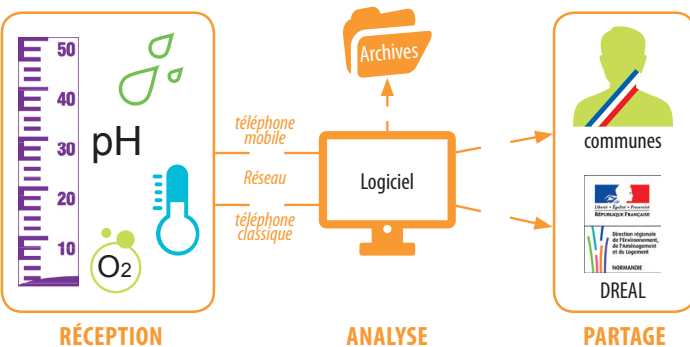 50
40
30
20
10
pH
O2
RÉCEPTION
téléphone
mobile
Réseau
téléphone
classique
Archives
Logiciel
ANALYSE
communes
Liberté • Égalité • Fraternité
RÉPUBLIQUE FRANÇAISE
Direction régionale
de l'Environnement,
de l'Aménagement
et du Logement
NORMANDIE
DREAL
PARTAGE